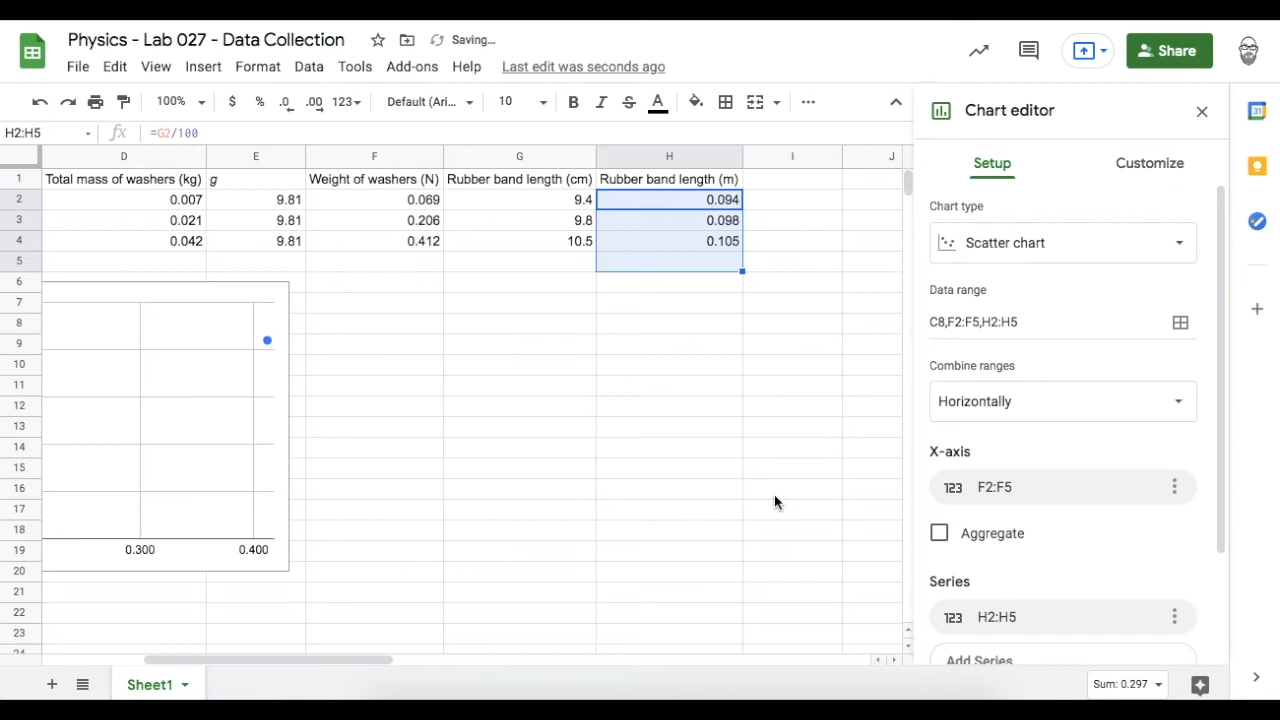 Physics - Lab 027 - Data Collection
Saving...
File Edit View Insert Format Data Tools Add-ons Help Last edit was seconds ago
Share
100% $ % .0 .00 123 Default (Ari... 10 B I S A
H2:H5 fx =G2/100
D E F G H I J
1 Total mass of washers (kg) g Weight of washers (N) Rubber band length (cm) Rubber band length (m)
2 0.007 9.81 0.069 9.4 0.094
3 0.021 9.81 0.206 9.8 0.098
4 0.042 9.81 0.412 10.5 0.105
5
6
7
8
9
10
11
12
13
14
15
16
17
18
19
0.300 0.400
20
21
22
23
24
Sheet1
Sum: 0.297
Chart editor
Setup Customize
Chart type
Scatter chart
Data range
C8,F2:F5,H2:H5
Combine ranges
Horizontally
X-axis
123 F2:F5
Aggregate
Series
123 H2:H5
Add Series
31